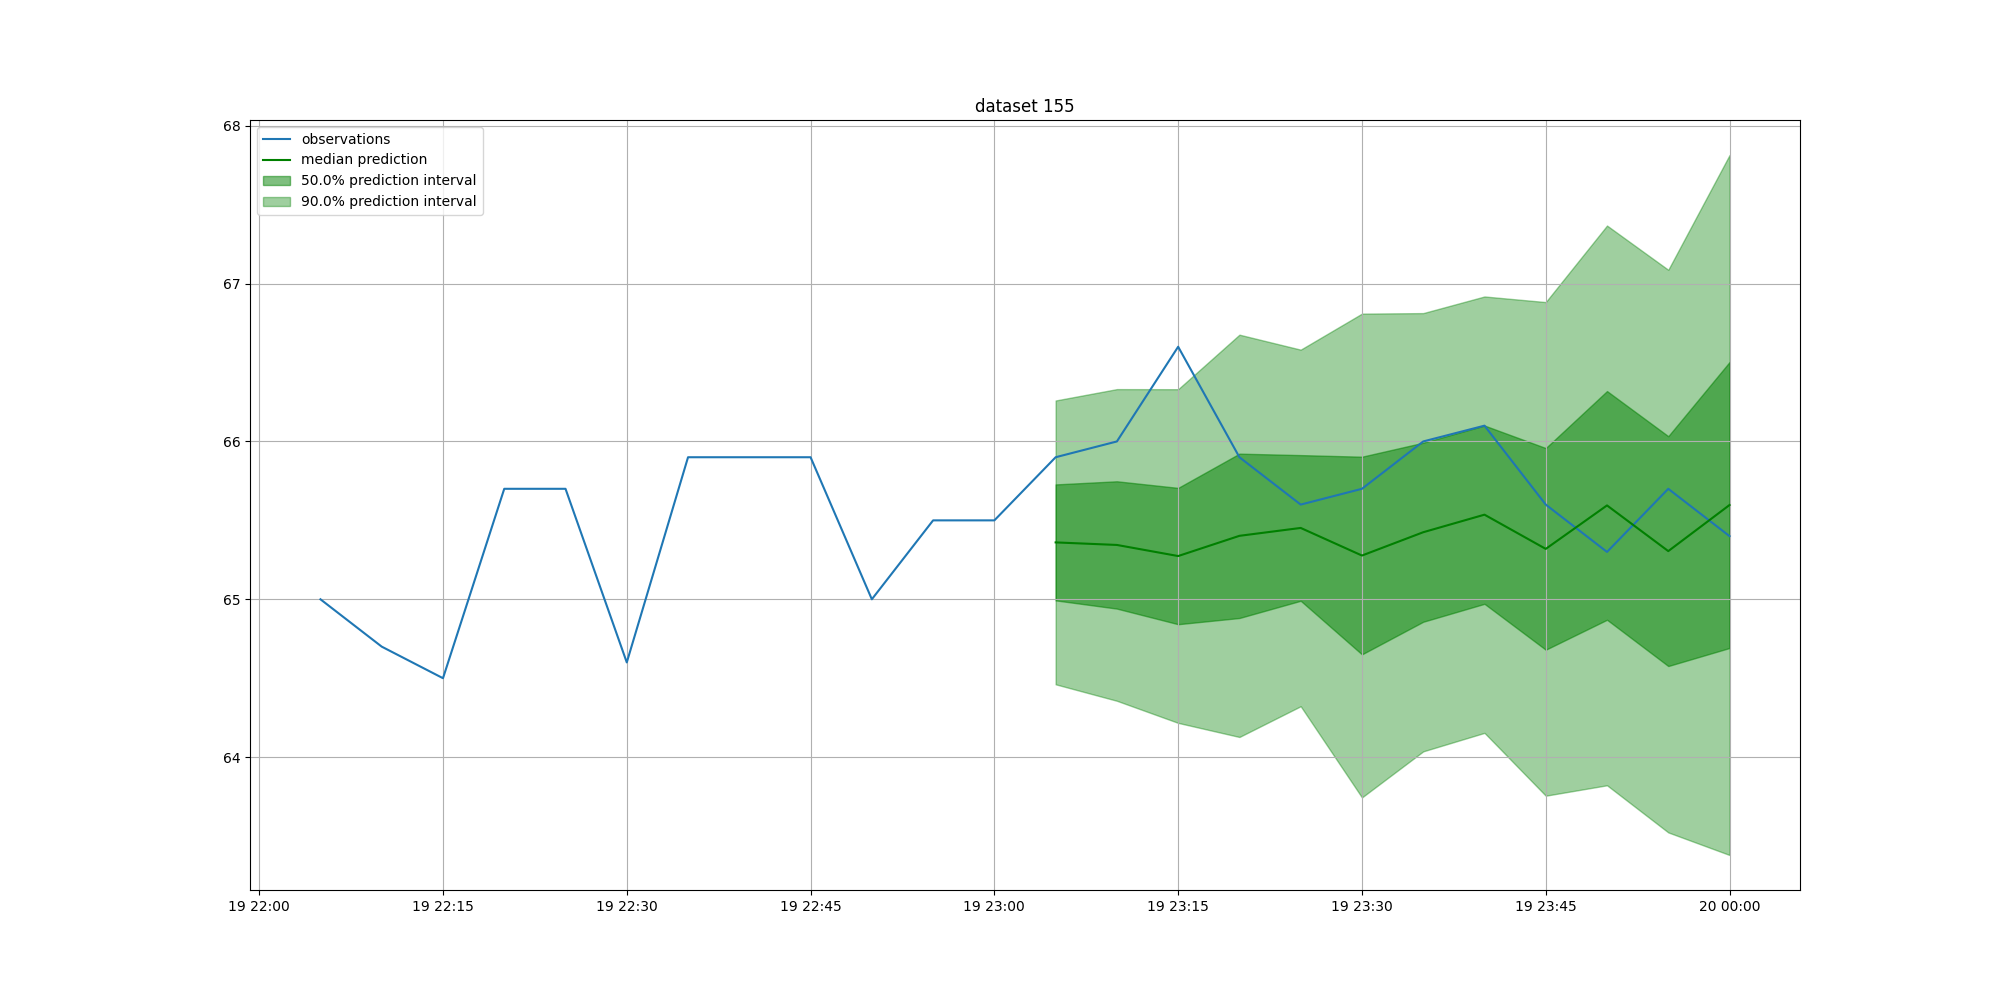 dataset 155
observations
median prediction
50.0% prediction interval
90.0% prediction interval
68
67
66
65
64
19 22:00 19 22:15 19 22:30 19 22:45 19 23:00 19 23:15 19 23:30 19 23:45 20 00:00